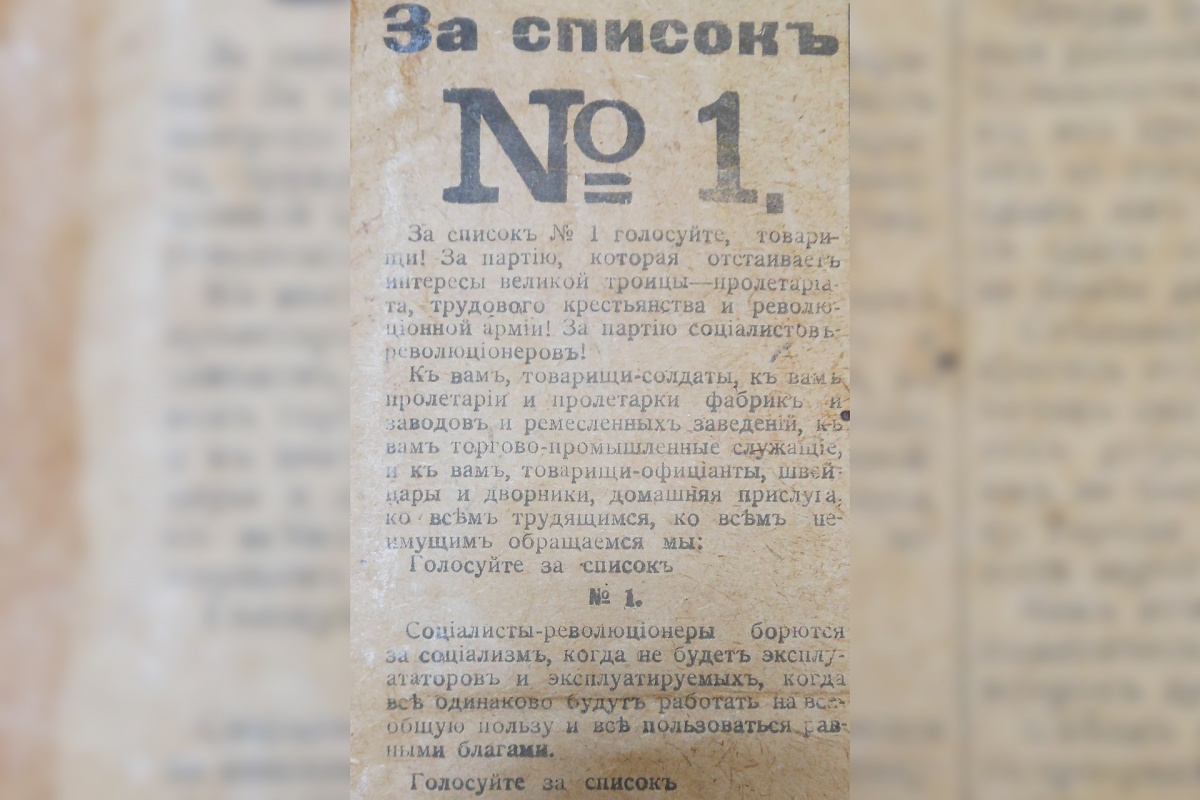 За списокъ
№ 1.
За списокъ № 1 голосуйте, товари-
щи! За партію, которая отстаиваетъ
интересы великой троицы—пролетаріа-
та, трудового крестьянства и револю-
ціонной арміи! За партію соціалистовъ-
революціонеровъ!
Къ вамъ, товарищи-солдаты, къ вамъ
пролетаріи и пролетарки фабрикъ и
заводовъ и ремесленныхъ заведеній, къ
вамъ торгово-промышленные служащіе,
и къ вамъ, товарищи-офиціанты, швей-
цары и дворники, домашняя прислуга,
ко всѣмъ трудящимся, ко всѣмъ не-
имущимъ обращаемся мы:
Голосуйте за списокъ
№ 1.
Соціалисты-революціонеры борются
за соціализмъ, когда не будетъ эксплу-
ататоровъ и эксплуатируемыхъ, когда
всѣ одинаково будутъ работать на все-
общую пользу и всѣ пользоваться рав-
ными благами.
Голосуйте за списокъ